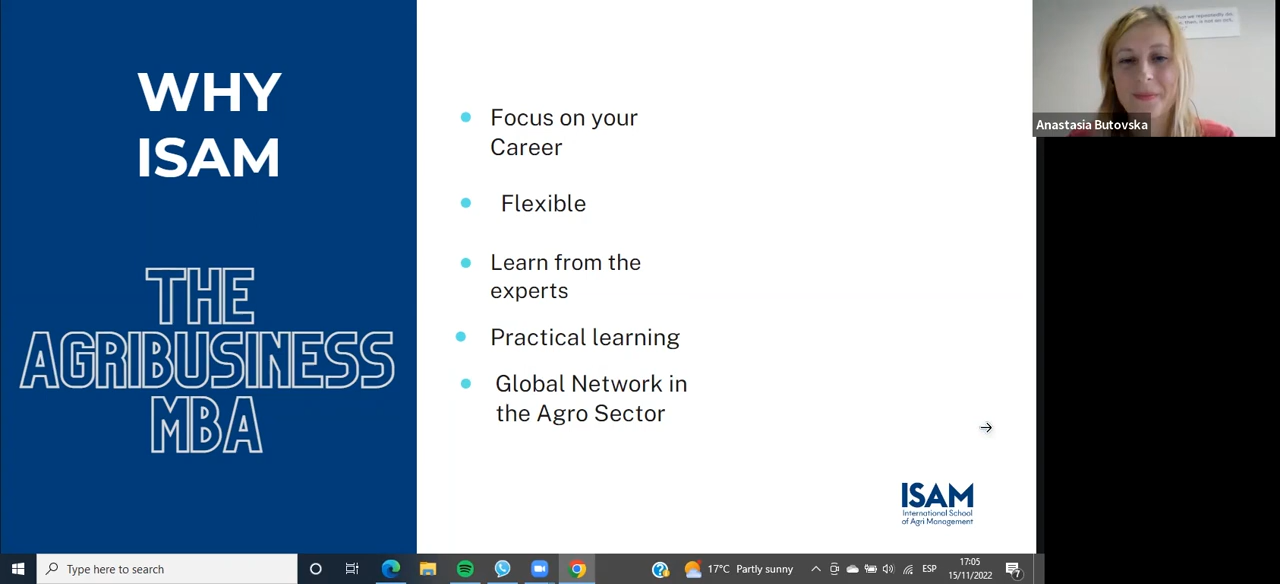 WHY
ISAM
THE
AGRIBUSINESS
MBA
Focus on your
Career
Flexible
Learn from the
experts
Practical learning
Global Network in
the Agro Sector
ISAM
International School
of Agri Management
Anastasia Butovska
Type here to search
17°C Partly sunny
ESP
17:05
15/11/2022
7